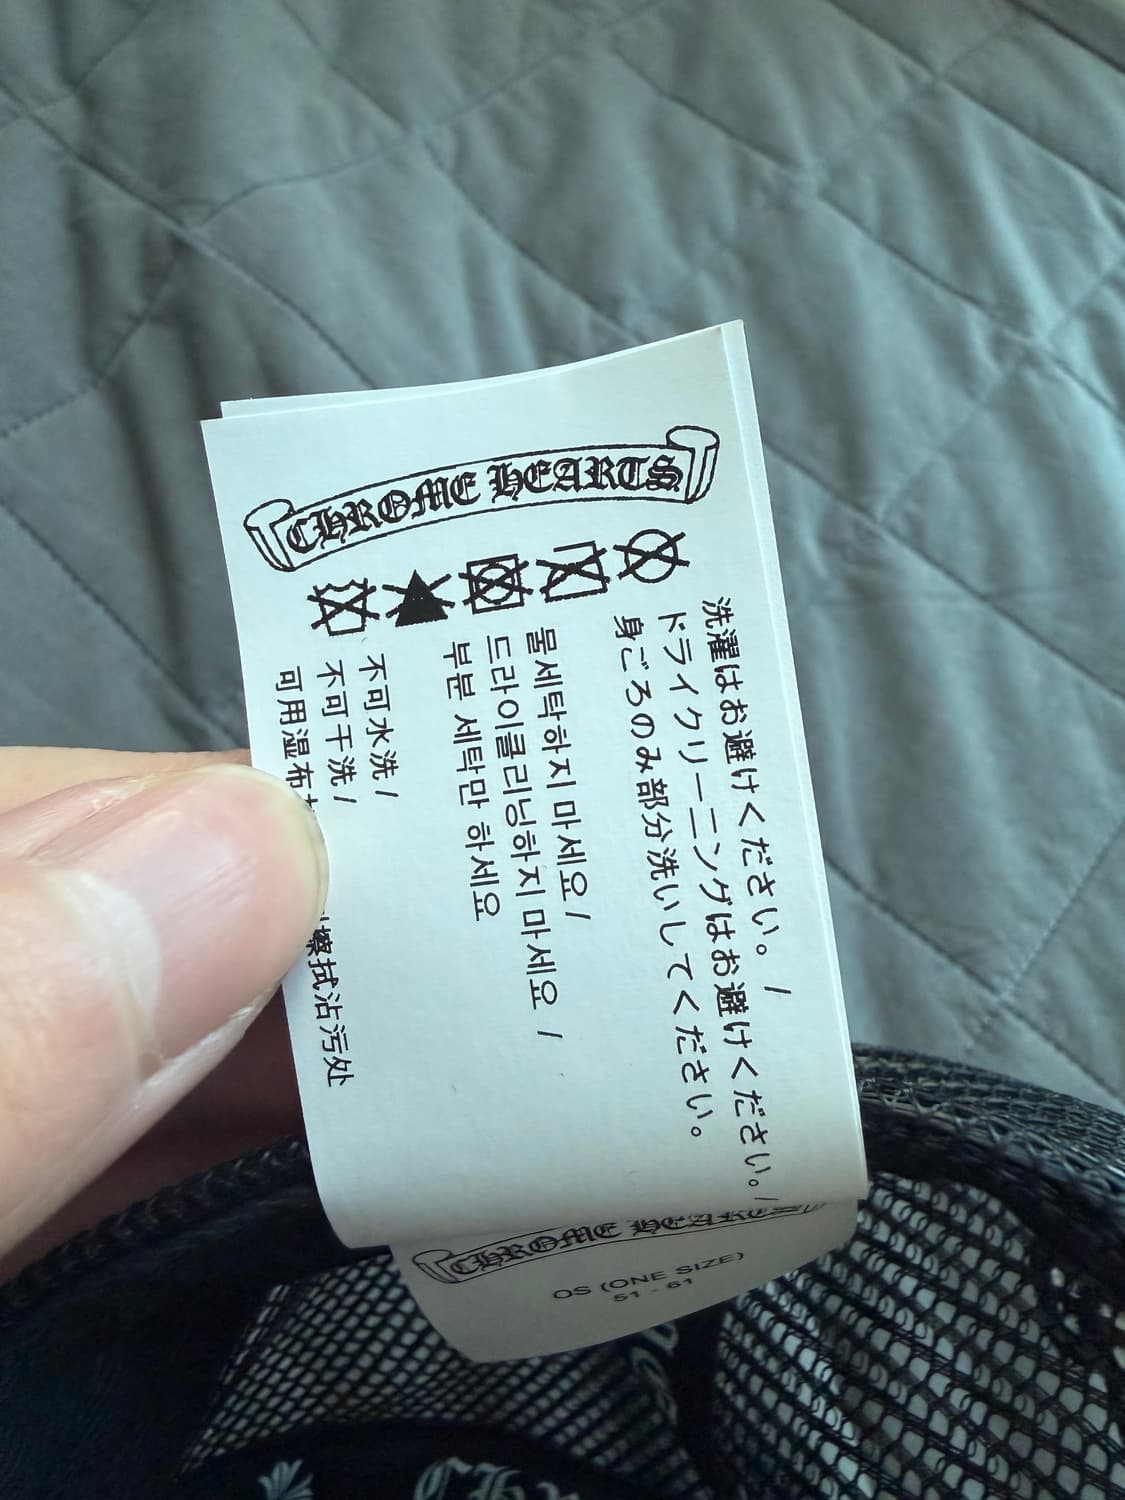 CHROME HEARTS
洗濯はお避けください。 /
ドライクリーニングはお避けください。/
身ごろのみ部分洗いしてください。
물세탁하지 마세요 /
드라이클리닝하지 마세요 /
부분 세탁만 하세요
不可水洗 /
不可干洗 /
可用湿布 擦拭沾污处
CHROME HEARTS
OS (ONE SIZE)
51 - 61